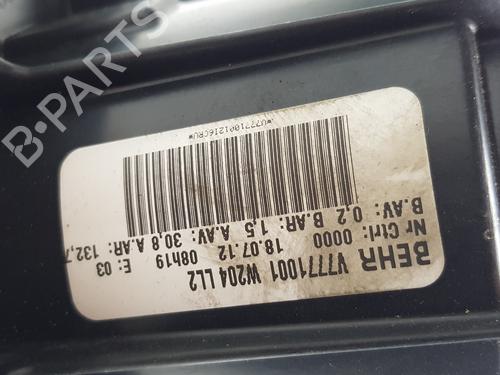 BEHR V7771001 W204 LL2
Nr Ctrl: 0000 18.07.12 08h19 E: 03
B.AV: 0,2 B.AR: 1,5 A.AV: 30,8 A.AR: 132,7
*V7771001216CRU*
B-PARTS